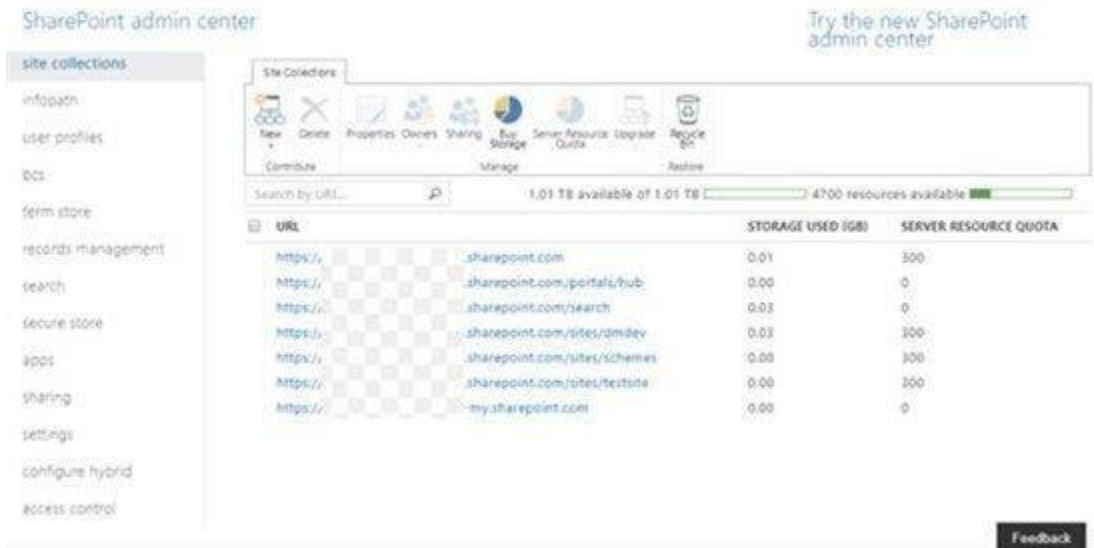 SharePoint admin center
Try the new SharePoint
admin center
site collections
infopath
user profiles
bcs
term store
records management
search
secure store
apps
sharing
settings
configure hybrid
access control
Site Collections
New
Delete
Properties
Owners
Sharing
Buy
Storage
Server Resource
Quota
Upgrade
Recycle
Bin
Contribute
Manage
Restore
Search by URL...
1.01 TB available of 1.01 TB
4700 resources available
URL STORAGE USED (GB) SERVER RESOURCE QUOTA
https:// .sharepoint.com 0.01 300
https:// .sharepoint.com/portals/hub 0.00 0
https:// .sharepoint.com/search 0.03 0
https:// .sharepoint.com/sites/dmdev 0.03 300
https:// .sharepoint.com/sites/schemes 0.00 300
https:// .sharepoint.com/sites/testsite 0.00 300
https:// -my.sharepoint.com 0.00 0
Feedback